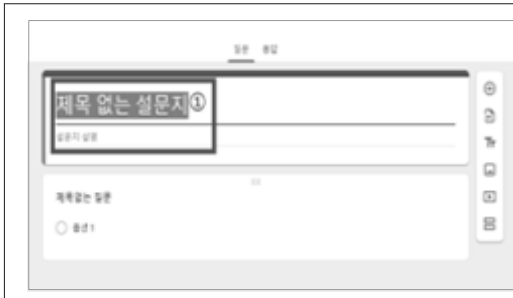 질문 응답
제목 없는 설문지①
설문지 설명
제목없는 질문
옵션 1
Tr